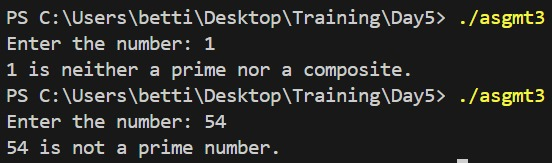 PS C:\Users\betti\Desktop\Training\Day5> ./asgmt3
Enter the number: 1
1 is neither a prime nor a composite.
PS C:\Users\betti\Desktop\Training\Day5> ./asgmt3
Enter the number: 54
54 is not a prime number.